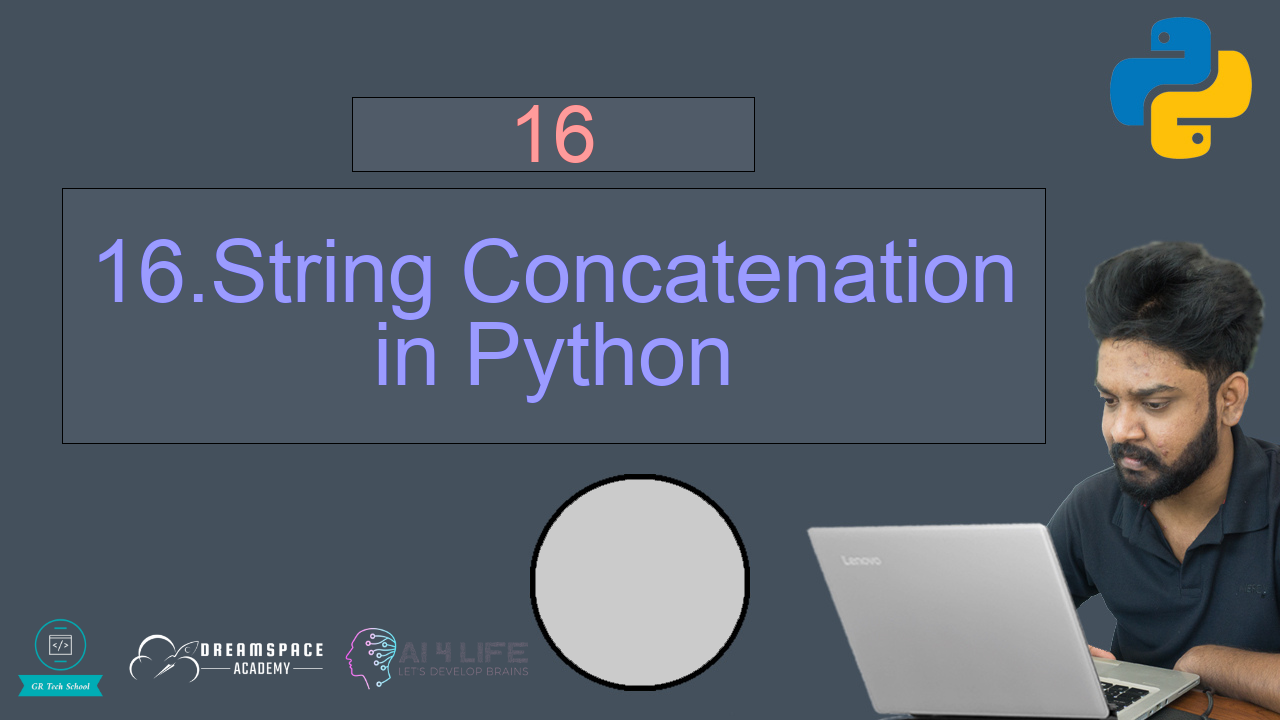 16
16.String Concatenation
in Python
Lenovo
</>
GR Tech School
DREAMSPACE
ACADEMY
AI 4 LIFE
LET'S DEVELOP BRAINS